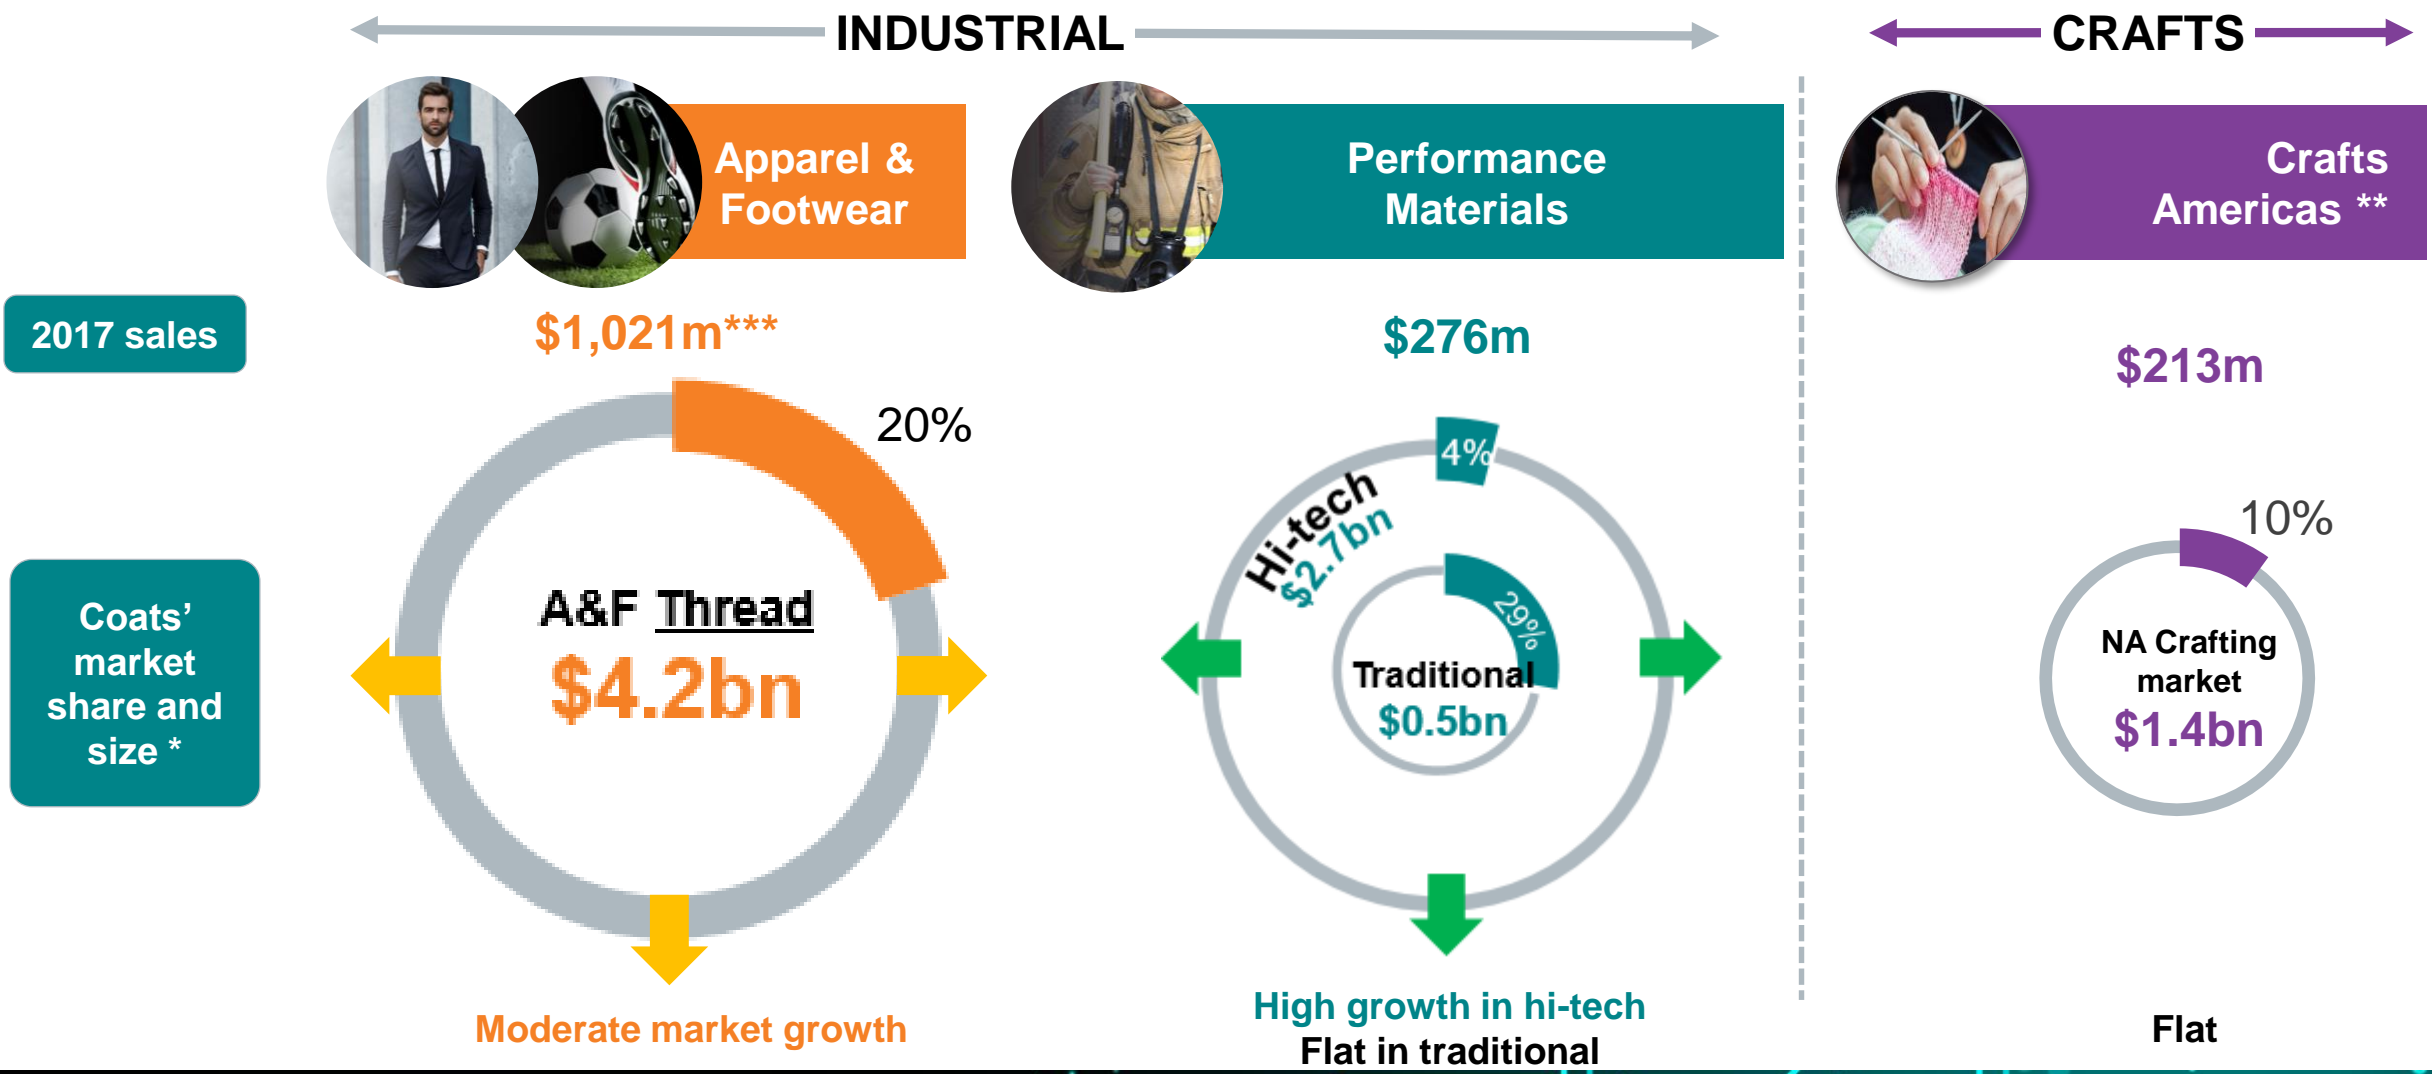 INDUSTRIAL
CRAFTS
Apparel &
Footwear
Performance
Materials
Crafts
Americas **
2017 sales
$1,021m***
$276m
$213m
Coats’
market
share and
size *
20%
A&F Thread
$4.2bn
4%
Hi-tech
$2.7bn
29%
Traditional
$0.5bn
10%
NA Crafting
market
$1.4bn
Moderate market growth
High growth in hi-tech
Flat in traditional
Flat